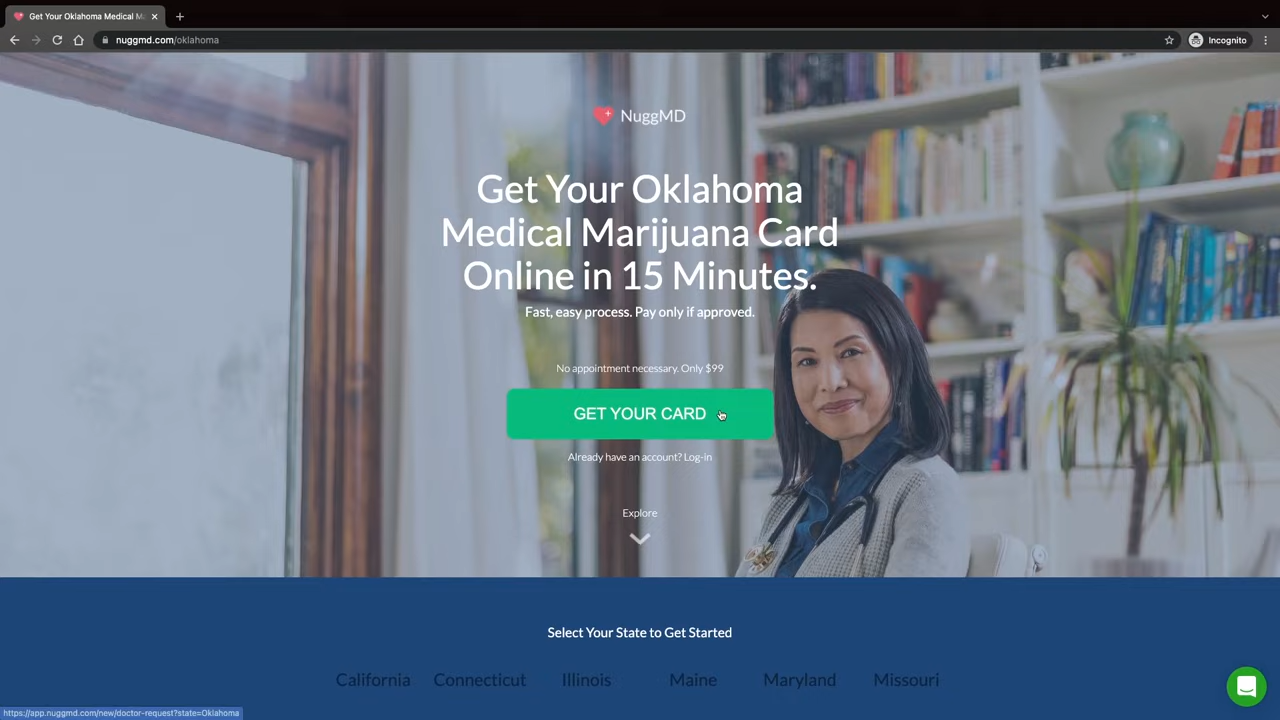 Get Your Oklahoma Medical Ma
nuggmd.com/oklahoma
Incognito
NuggMD
Get Your Oklahoma
Medical Marijuana Card
Online in 15 Minutes.
Fast, easy process. Pay only if approved.
No appointment necessary. Only $99
GET YOUR CARD
Already have an account? Log-in
Explore
Select Your State to Get Started
California Connecticut Illinois Maine Maryland Missouri
https://app.nuggmd.com/new/doctor-request?state=Oklahoma